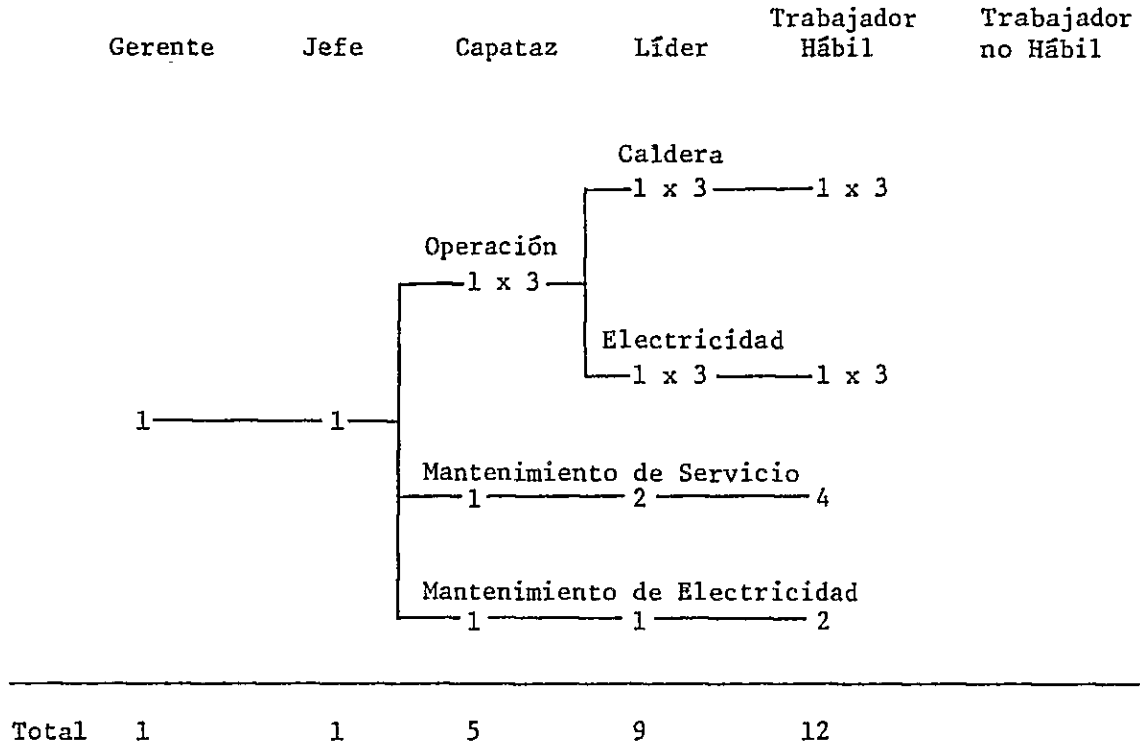 Trabajador Trabajador
Gerente Jefe Capataz Líder Hábil no Hábil
Caldera
1 x 3 1 x 3
Operación
1 x 3
Electricidad
1 x 3 1 x 3
1 1
Mantenimiento de Servicio
1 2 4
Mantenimiento de Electricidad
1 1 2
Total 1 1 5 9 12